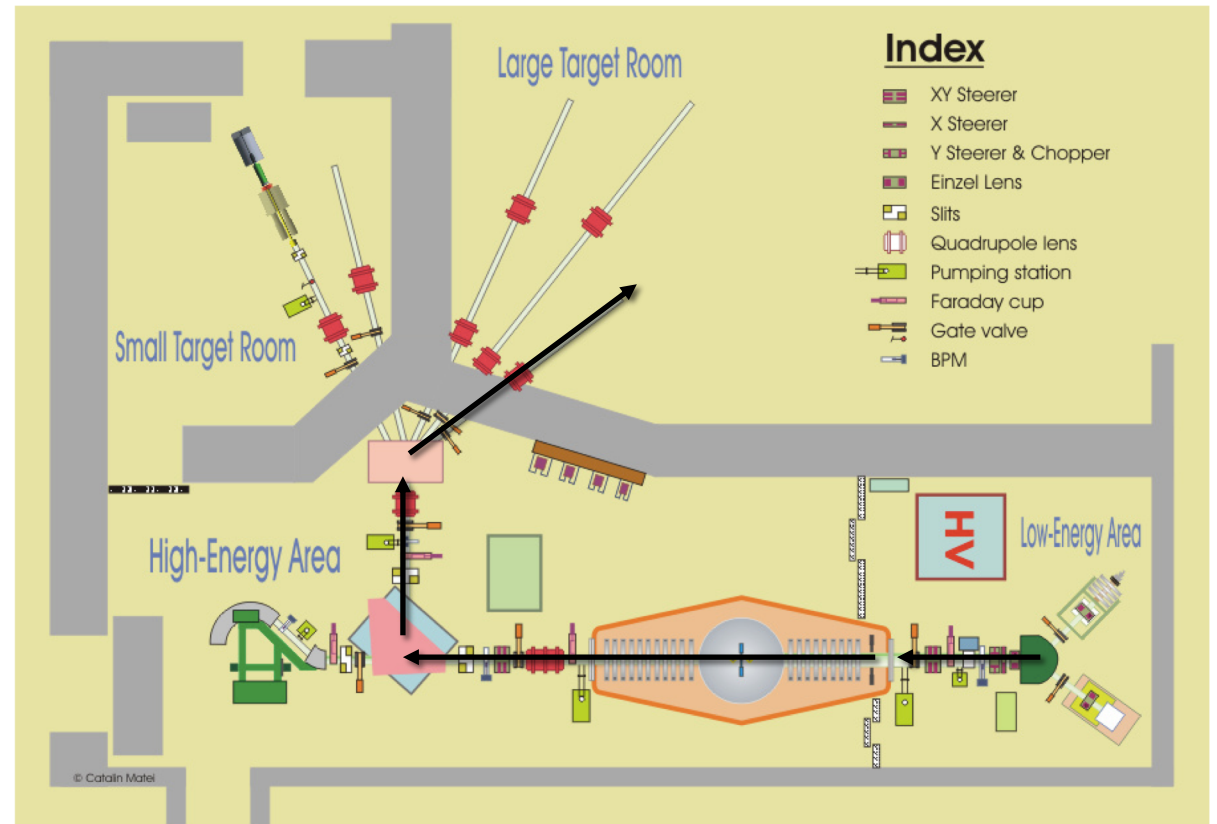 Large Target Room
Index
XY Steerer
X Steerer
Y Steerer & Chopper
Einzel Lens
Slits
Quadrupole lens
Pumping station
Faraday cup
Gate valve
BPM
Small Target Room
High-Energy Area
HV
Low-Energy Area
© Catalin Matei